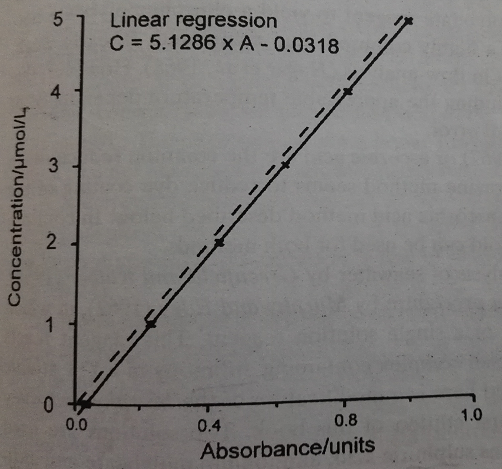 Linear regression
C = 5.1286 x A - 0.0318
Concentration/μmol/L
5
4
3
2
1
0
0.0
0.4
0.8
1.0
Absorbance/units